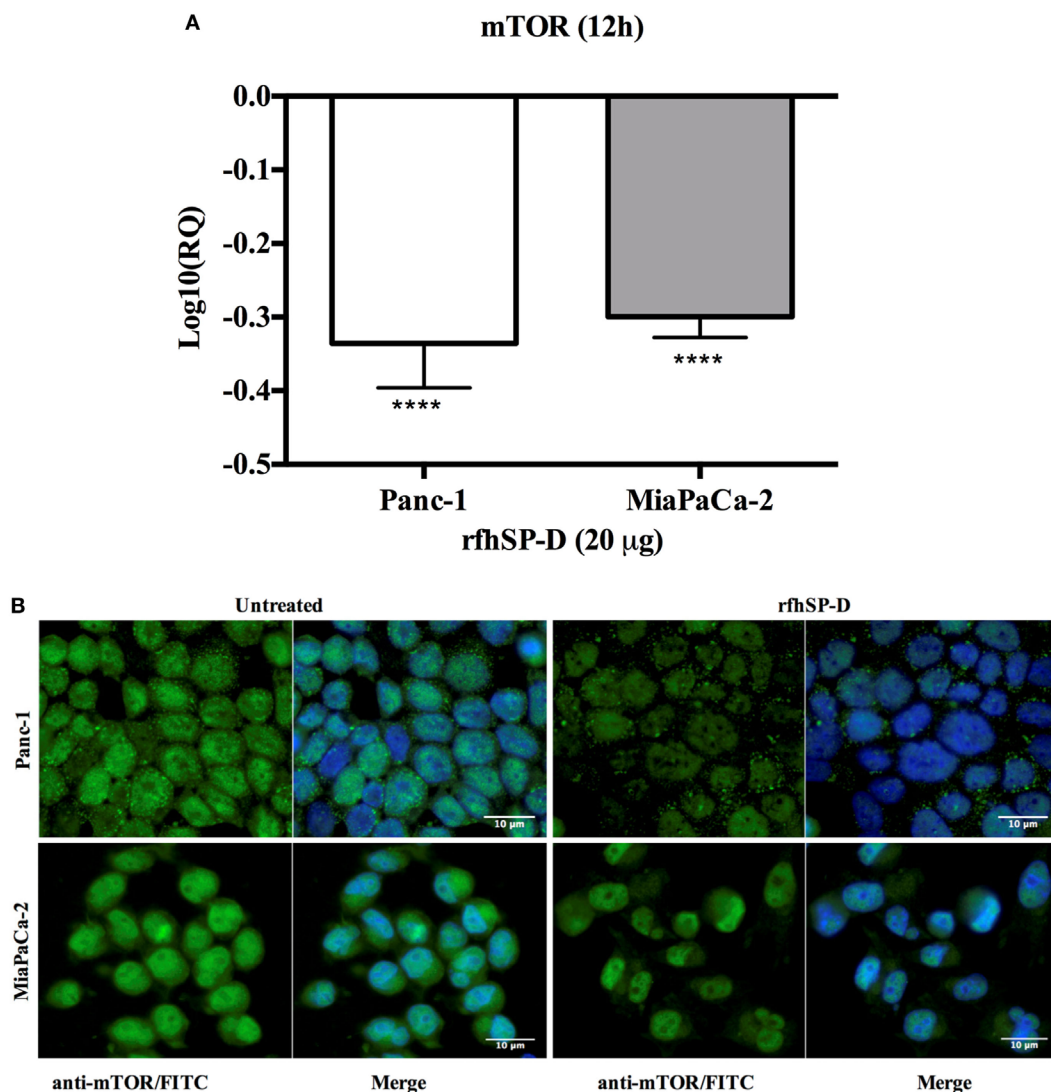 A
mTOR (12h)
0.0
-0.1
-0.2
-0.3
-0.4
-0.5
Log10(RQ)
****
****
Panc-1 MiaPaCa-2
rfhSP-D (20 μg)
B
Untreated rfhSP-D
Panc-1
10 μm 10 μm
MiaPaCa-2
10 μm 10 μm
anti-mTOR/FITC Merge anti-mTOR/FITC Merge